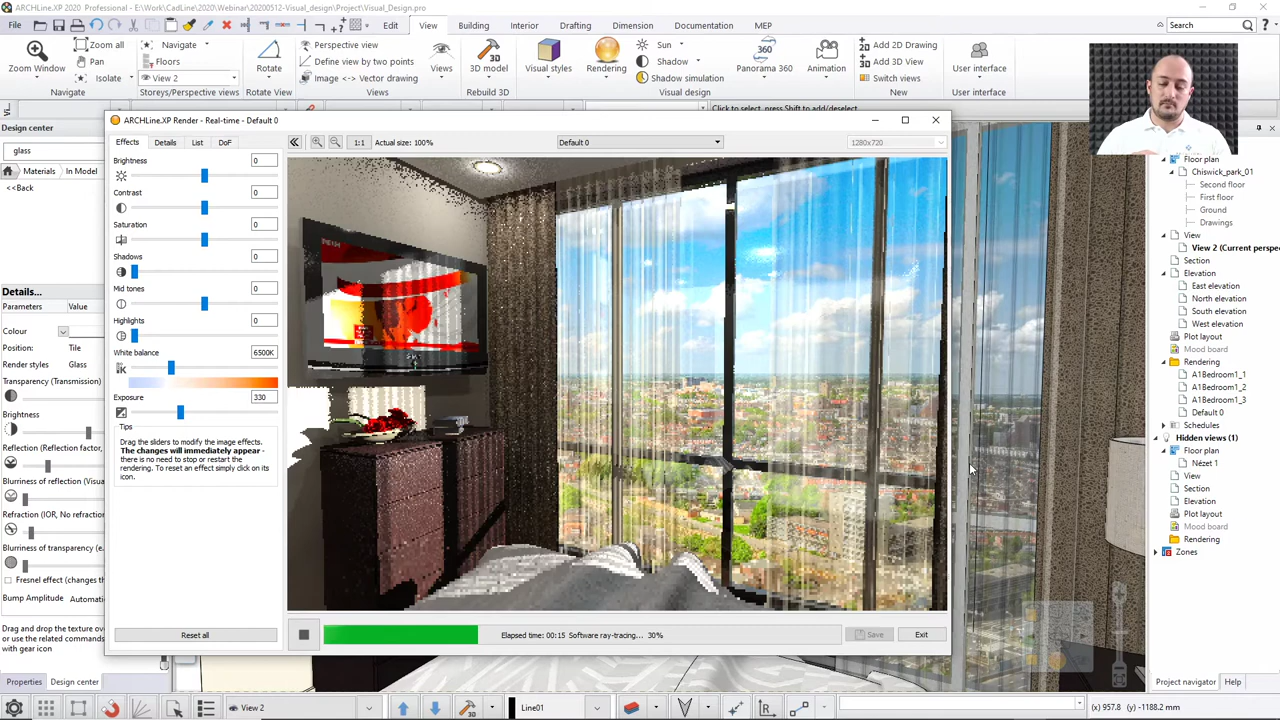 ARCHLine.XP 2020 Professional - E:\Work\CadLine\2020\Webinar\20200512-Visual_design\Project\Visual_Design.pro
Edit View Building Interior Drafting Dimension Documentation MEP Search
Zoom Window
Zoom all
Pan
Isolate
Navigate
Navigate
Floors
View 2
Storeys/Perspective views
Rotate
Rotate View
Perspective view
Define view by two points
Image <-> Vector drawing
Views
Views
3D model
Rebuild 3D
Visual styles
Rendering
Sun
Shadow
Shadow simulation
Panorama 360
Animation
Visual design
Add 2D Drawing
Add 3D View
Switch views
New
User interface
User interface
Click to select, press Shift to add/deselect
Design center
glass
Materials In Model
<<Back
Details...
Parameters Value
Colour
Position: Tile
Render styles Glass
Transparency (Transmission)
Brightness
Reflection (Reflection factor,
Blurriness of reflection (Visua
Refraction (IOR, No refraction
Blurriness of transparency (e.
Fresnel effect (changes th
Bump Amplitude Automatic
Drag and drop the texture ove
or use the related commands
with gear icon
Properties Design center
ARCHLine.XP Render - Real-time - Default 0
Effects Details List DoF
1:1 Actual size: 100% Default 0 1280x720
Brightness 0
Contrast 0
Saturation 0
Shadows 0
Mid tones 0
Highlights 0
White balance 6500K
Exposure 330
Tips
Drag the sliders to modify the image effects.
The changes will immediately appear -
there is no need to stop or restart the
rendering. To reset an effect simply click on its
icon.
Reset all
Elapsed time: 00:15 Software ray-tracing... 30%
Save Exit
Floor plan
Chiswick_park_01
Second floor
First floor
Ground
Drawings
View
View 2 (Current perspe
Section
Elevation
East elevation
North elevation
South elevation
West elevation
Plot layout
Mood board
Rendering
A1Bedroom1_1
A1Bedroom1_2
A1Bedroom1_3
Default 0
Schedules
Hidden views (1)
Floor plan
Nézet 1
View
Section
Elevation
Plot layout
Mood board
Rendering
Zones
Project navigator Help
View 2
Line01
(x) 957.8 (y) -1188.2 mm